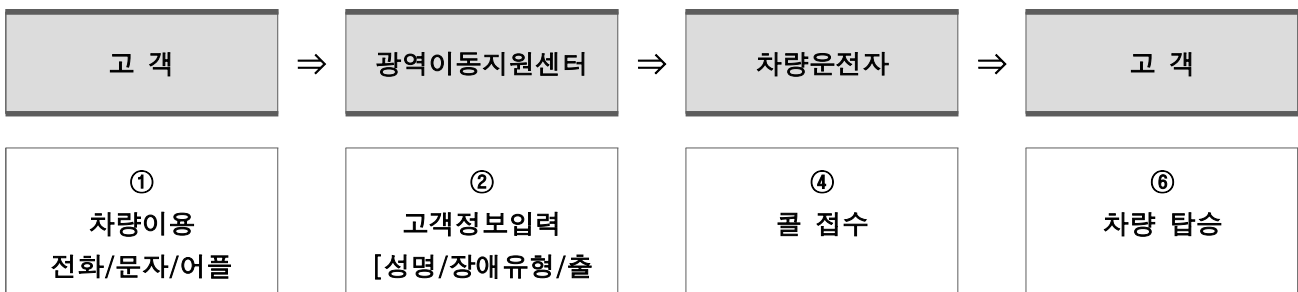 고 객 ⇒ 광역이동지원센터 ⇒ 차량운전자 ⇒ 고 객
①
차량이용
전화/문자/어플
②
고객정보입력
[성명/장애유형/출
④
콜 접수
⑥
차량 탑승